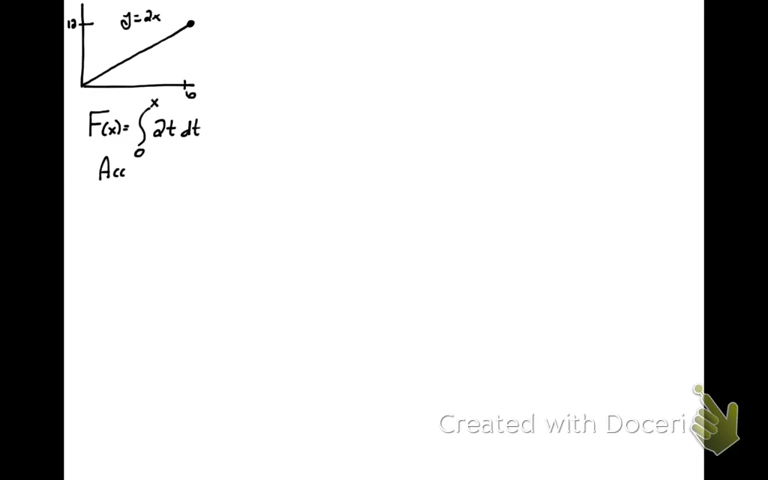 y=2x
12
6
F(x)= ∫₀ˣ 2t dt
Acc
Created with Doceri